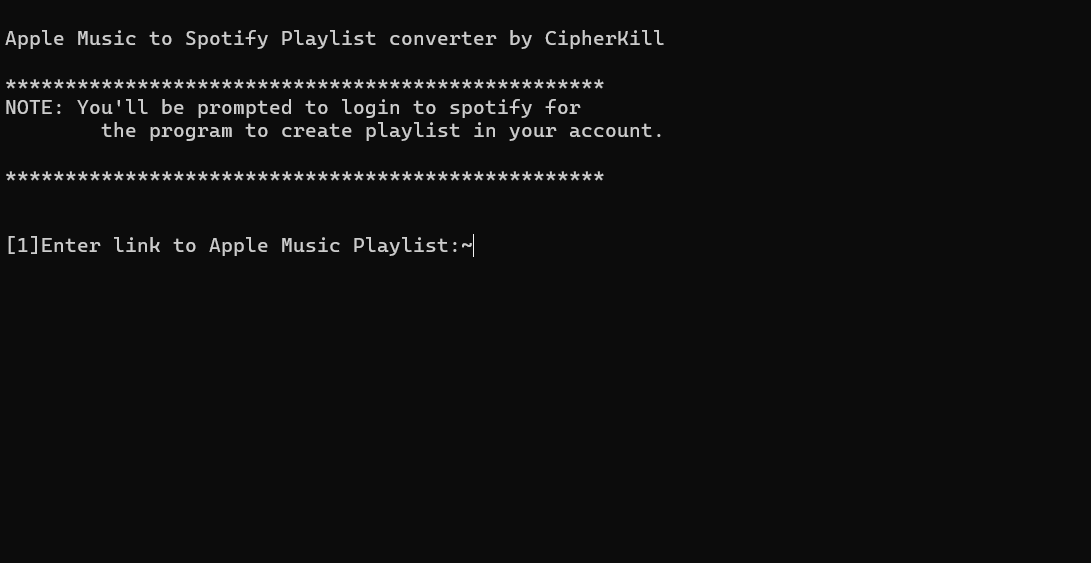 Apple Music to Spotify Playlist converter by CipherKill
**************************************************
NOTE: You'll be prompted to login to spotify for
the program to create playlist in your account.
**************************************************
[1]Enter link to Apple Music Playlist:~